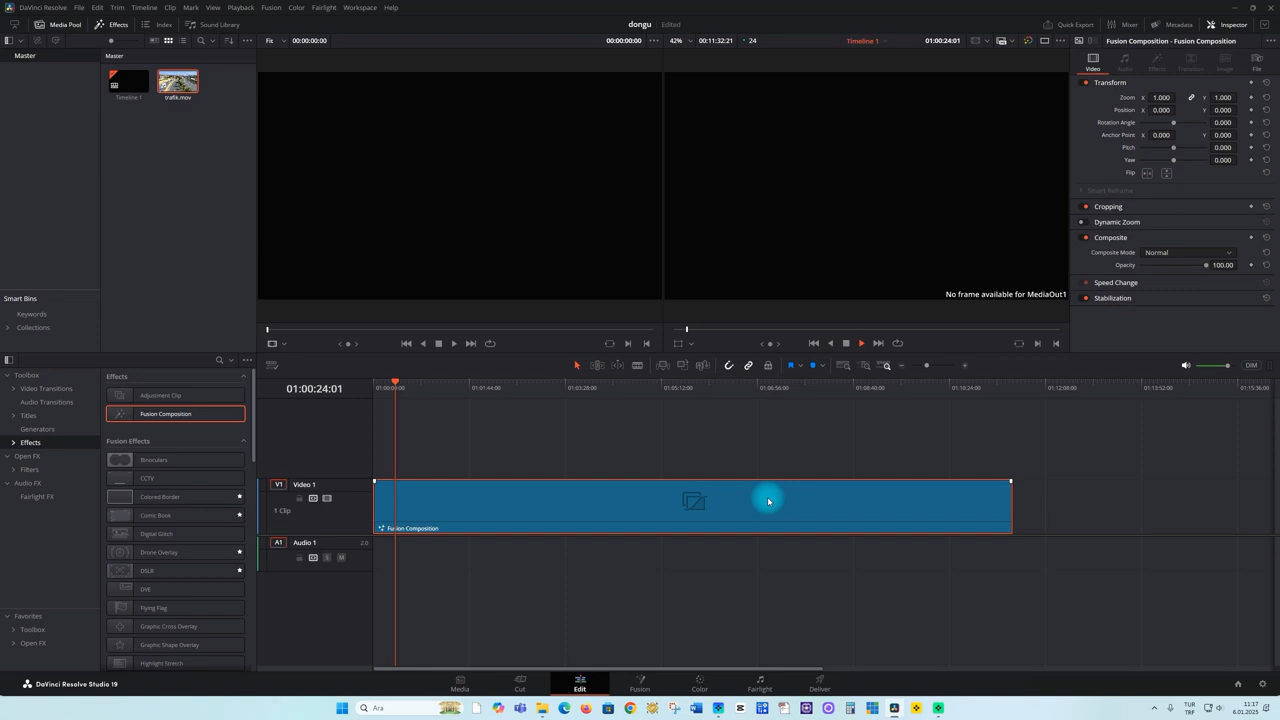 DaVinci Resolve File Edit Trim Timeline Clip Mark View Playback Fusion Color Fairlight Workspace Help
Media Pool Effects Index Sound Library dongu Edited Quick Export Mixer Metadata Inspector
Fit 00:00:00:00 00:00:00:00 42% 00:11:32:21 24 Timeline 1 01:00:24:01 Fusion Composition - Fusion Composition
Master
Master
Timeline 1
trafik.mov
Video Audio Effects Transition Image File
Transform
Zoom X 1.000 Y 1.000
Position X 0.000 Y 0.000
Rotation Angle 0.000
Anchor Point X 0.000 Y 0.000
Pitch 0.000
Yaw 0.000
Flip
Smart Reframe
Cropping
Dynamic Zoom
Composite
Composite Mode Normal
Opacity 100.00
Speed Change
Stabilization
No frame available for MediaOut1
Smart Bins
Keywords
Collections
Toolbox
Video Transitions
Audio Transitions
Titles
Generators
Effects
Open FX
Filters
Audio FX
Fairlight FX
Favorites
Toolbox
Open FX
Effects
Adjustment Clip
Fusion Composition
Fusion Effects
Binoculars
CCTV
Colored Border
Comic Book
Digital Glitch
Drone Overlay
DSLR
DVE
Flying Flag
Graphic Cross Overlay
Graphic Shape Overlay
Highlight Stretch
DIM
01:00:24:01
01:00:00:00 01:01:44:00 01:03:28:00 01:05:12:00 01:06:56:00 01:08:40:00 01:10:24:00 01:12:08:00 01:13:52:00 01:15:36:00
V1 Video 1
1 Clip
Fusion Composition
A1 Audio 1 2.0
S M
DaVinci Resolve Studio 19
Media Cut Edit Fusion Color Fairlight Deliver
Ara
TUR
TRF
11:17
6.01.2025